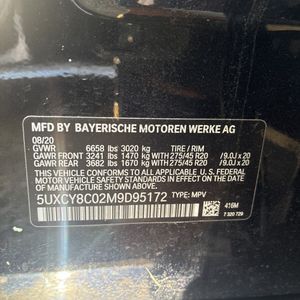 MFD BY BAYERISCHE MOTOREN WERKE AG
08/20
GVWR 6658 lbs 3020 kg TIRE / RIM
GAWR FRONT 3241 lbs 1470 kg WITH 275/45 R20 /9.0J x 20
GAWR REAR 3682 lbs 1670 kg WITH 275/45 R20 /9.0J x 20
THIS VEHICLE CONFORMS TO ALL APPLICABLE U.S. FEDERAL
MOTOR VEHICLE SAFETY STANDARDS IN EFFECT ON THE
DATE OF MANUFACTURE SHOWN ABOVE.
5UXCY8C02M9D95172 TYPE: MPV
416M
7 320 729